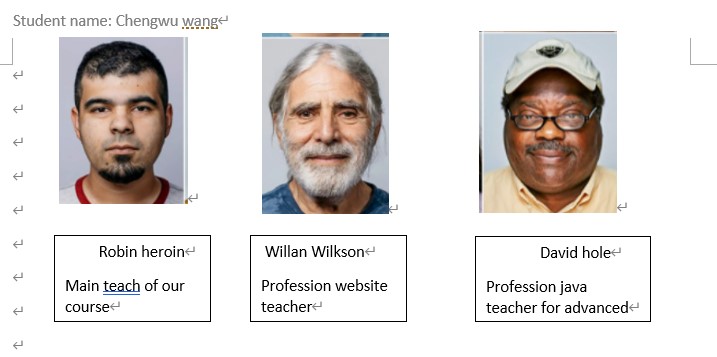 Student name: Chengwu wang
Robin heroin
Main teach of our
course
Willan Wilkson
Profession website
teacher
David hole
Profession java
teacher for advanced